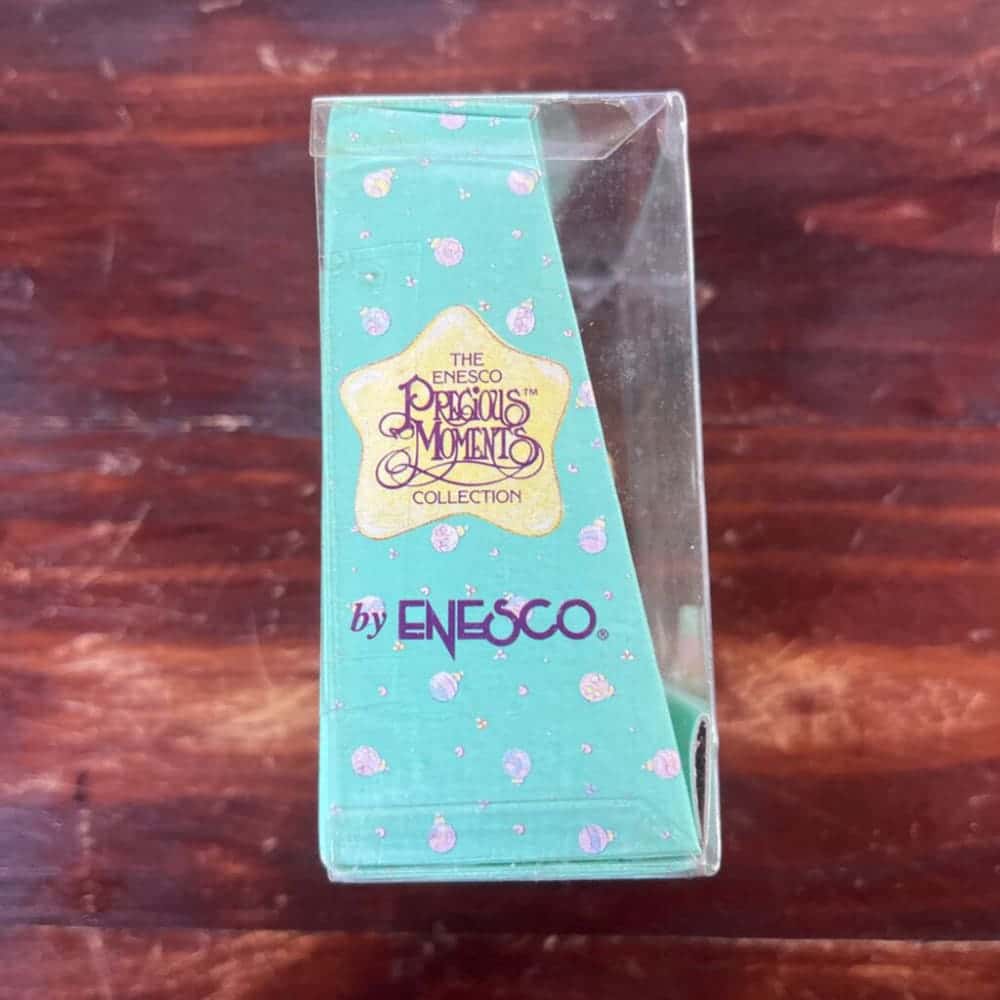 THE
ENESCO
PRECIOUS™
MOMENTS
COLLECTION
by ENESCO®